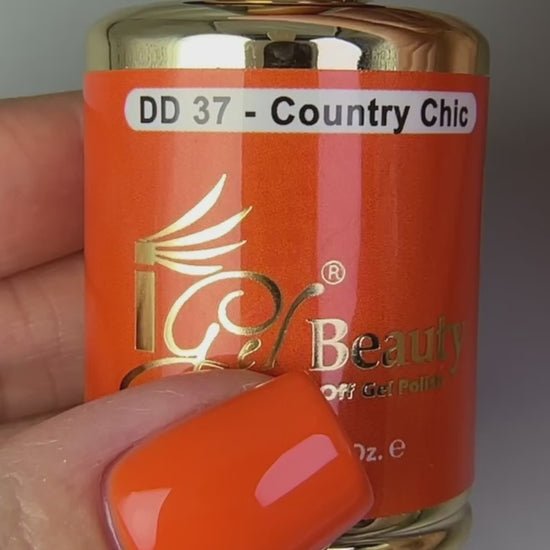 DD 37 - Country Chic
iGel®
Beauty
Off Gel Polish
Oz. e